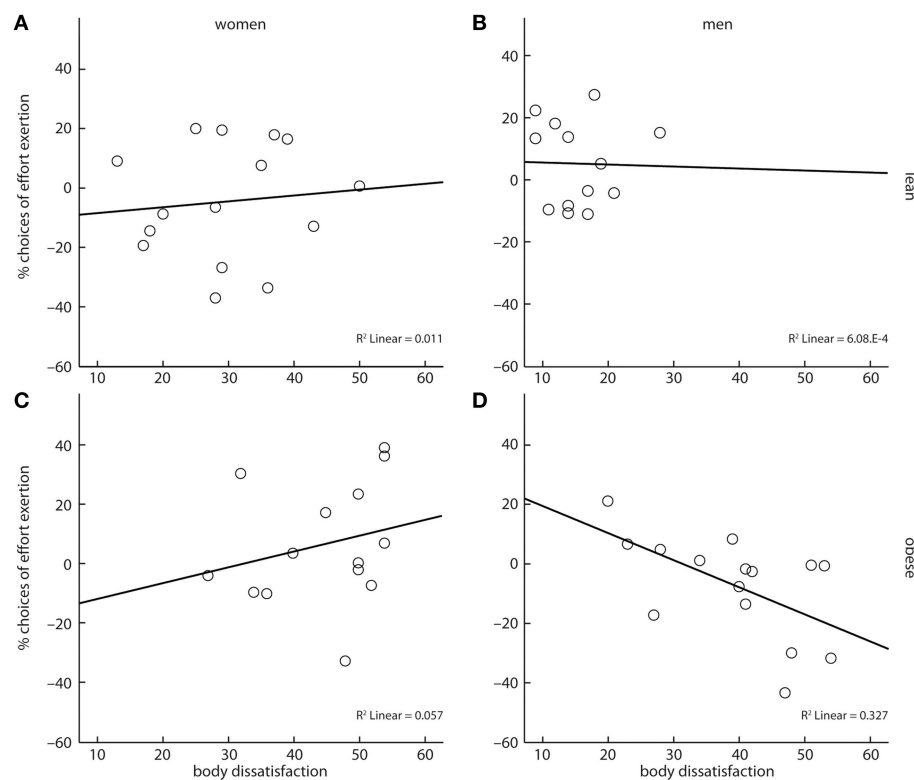 A
women
B
men
% choices of effort exertion
40
20
0
−20
−40
−60
10 20 30 40 50 60
R² Linear = 0.011
40
20
0
−20
−40
−60
10 20 30 40 50 60
R² Linear = 6.08.E-4
lean
C
D
% choices of effort exertion
40
20
0
−20
−40
−60
10 20 30 40 50 60
R² Linear = 0.057
body dissatisfaction
40
20
0
−20
−40
−60
10 20 30 40 50 60
R² Linear = 0.327
body dissatisfaction
obese